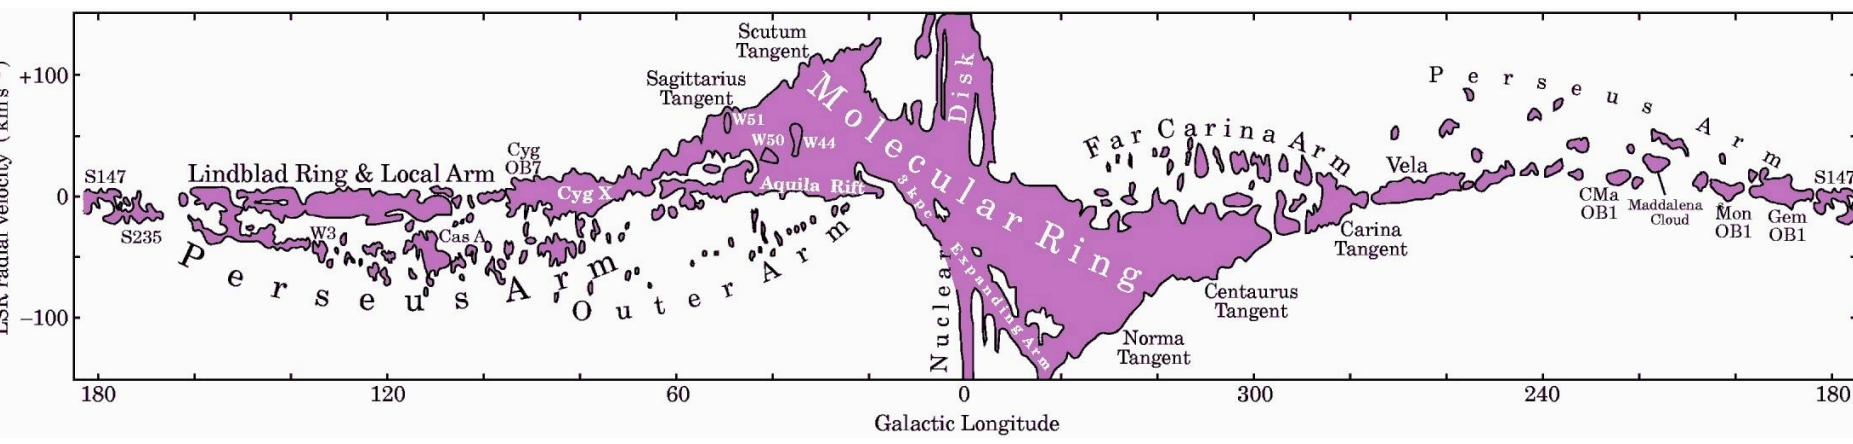 LSR radial velocity (km s
+100
0
−100
180
120
60
0
300
240
180
Galactic Longitude
S147
S235
Lindblad Ring & Local Arm
W3
Cas A
Perseus Arm
Cyg
OB7
Cyg X
Outer Arm
Sagittarius
Tangent
Scutum
Tangent
W51
W50
W44
Aquila Rift
Molecular Ring
3 kpc Expanding Arm
Nuclear Disk
Far Carina Arm
Norma
Tangent
Centaurus
Tangent
Carina
Tangent
Vela
Perseus Arm
CMa
OB1
Maddalena
Cloud
Mon
OB1
Gem
OB1
S147